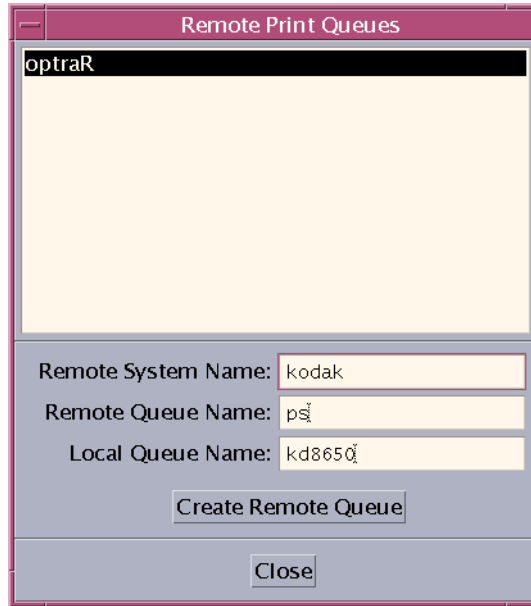 Remote Print Queues
optraR
Remote System Name: kodak
Remote Queue Name: ps
Local Queue Name: kd8650
Create Remote Queue
Close